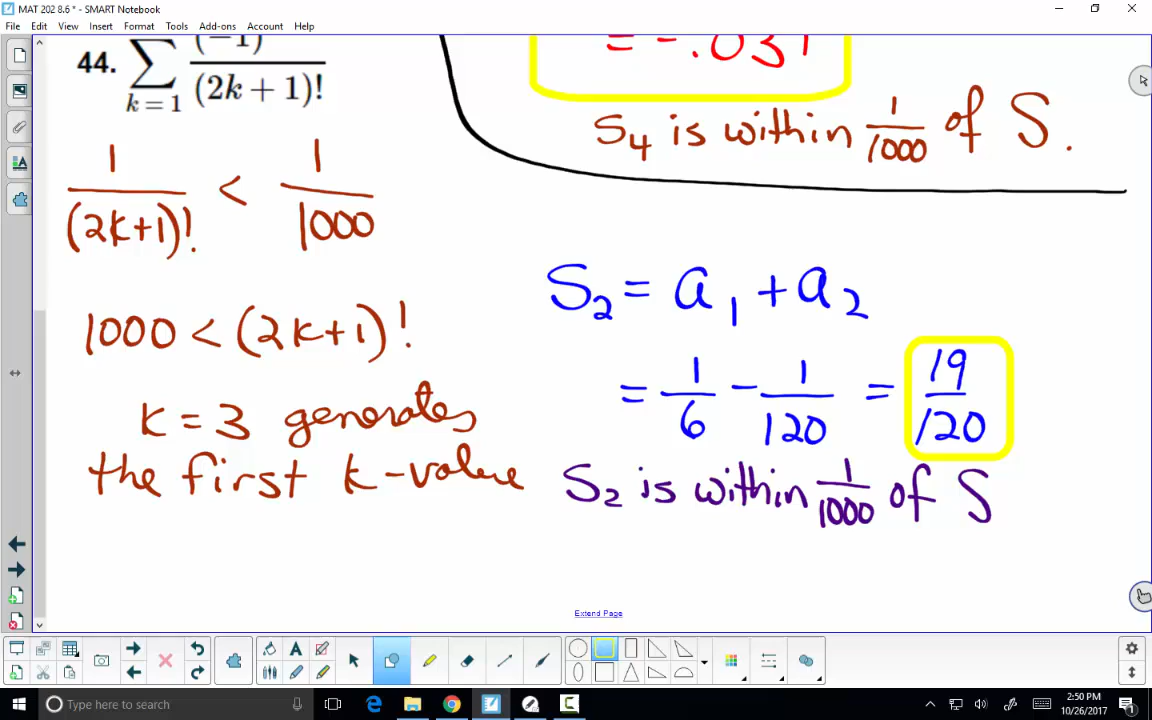 MAT 202 8.6 * - SMART Notebook
File Edit View Insert Format Tools Add-ons Account Help
= -.031
S4 is within 1/1000 of S.
44. ∑ k=1 (−1) / (2k + 1)!
1/(2k+1)! < 1/1000
1000 < (2k+1)!
k = 3 generates
the first k-value
S2 = a1 + a2
= 1/6 - 1/120 = 19/120
S2 is within 1/1000 of S
Extend Page
Type here to search
2:50 PM
10/26/2017
1